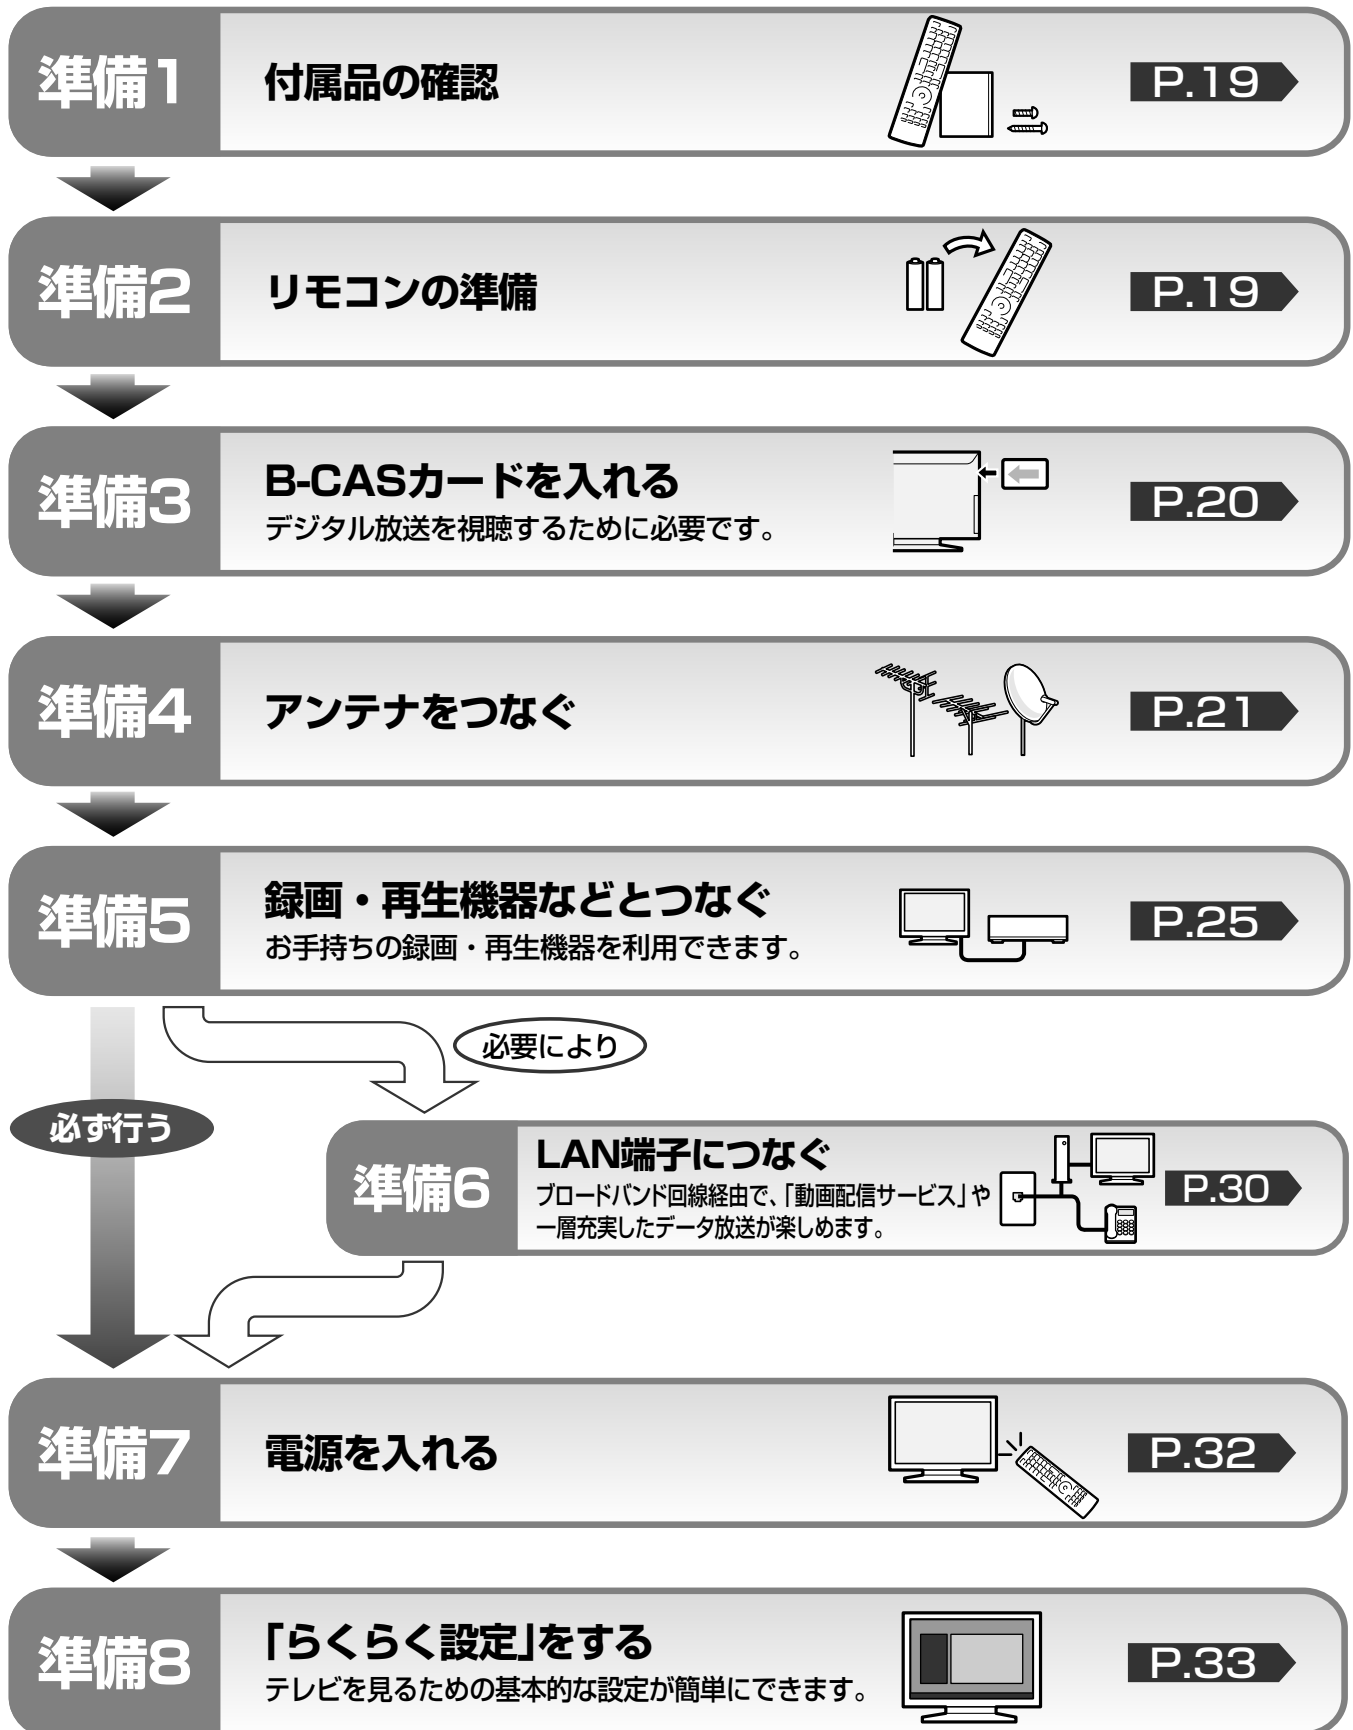 準備1
付属品の確認
P.19
準備2
リモコンの準備
P.19
準備3
B-CASカードを入れる
デジタル放送を視聴するために必要です。
P.20
準備4
アンテナをつなぐ
P.21
準備5
録画・再生機器などとつなぐ
お手持ちの録画・再生機器を利用できます。
P.25
必要により
必ず行う
準備6
LAN端子につなぐ
ブロードバンド回線経由で、「動画配信サービス」や
一層充実したデータ放送が楽しめます。
P.30
準備7
電源を入れる
P.32
準備8
「らくらく設定」をする
テレビを見るための基本的な設定が簡単にできます。
P.33